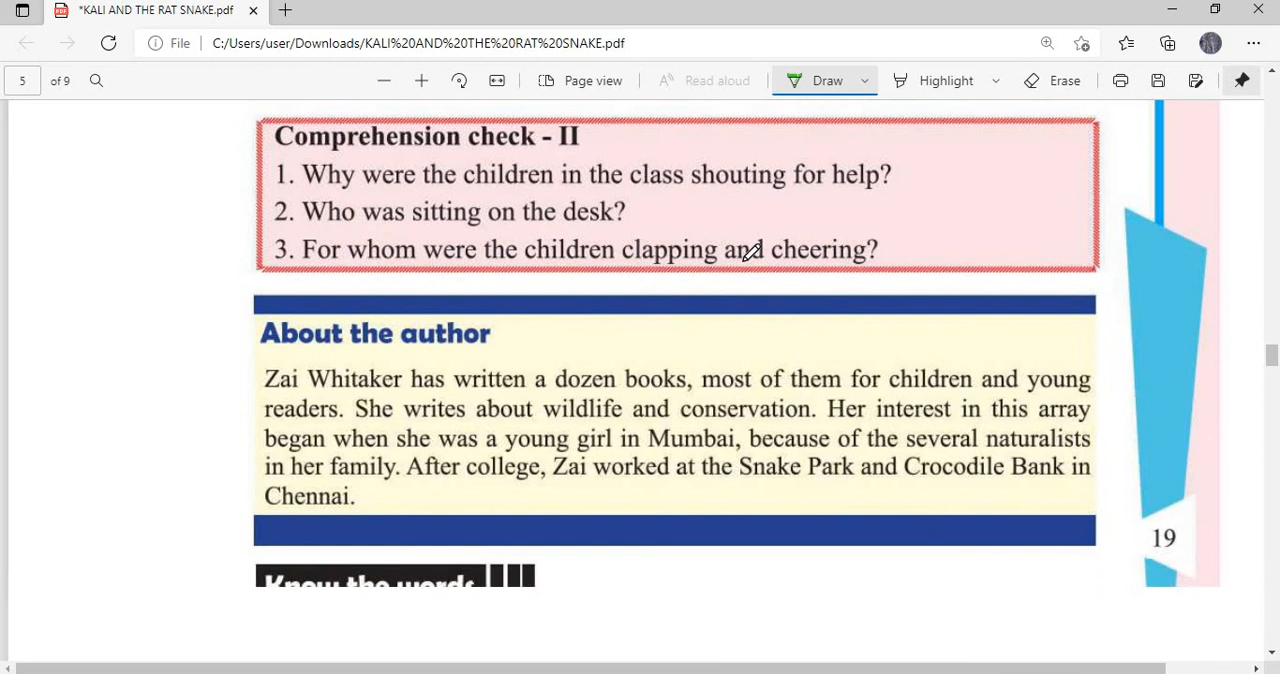 *KALI AND THE RAT SNAKE.pdf
File C:/Users/user/Downloads/KALI%20AND%20THE%20RAT%20SNAKE.pdf
5 of 9 Page view Read aloud Draw Highlight Erase
Comprehension check - II
1. Why were the children in the class shouting for help?
2. Who was sitting on the desk?
3. For whom were the children clapping and cheering?
About the author
Zai Whitaker has written a dozen books, most of them for children and young
readers. She writes about wildlife and conservation. Her interest in this array
began when she was a young girl in Mumbai, because of the several naturalists
in her family. After college, Zai worked at the Snake Park and Crocodile Bank in
Chennai.
19
Know the words